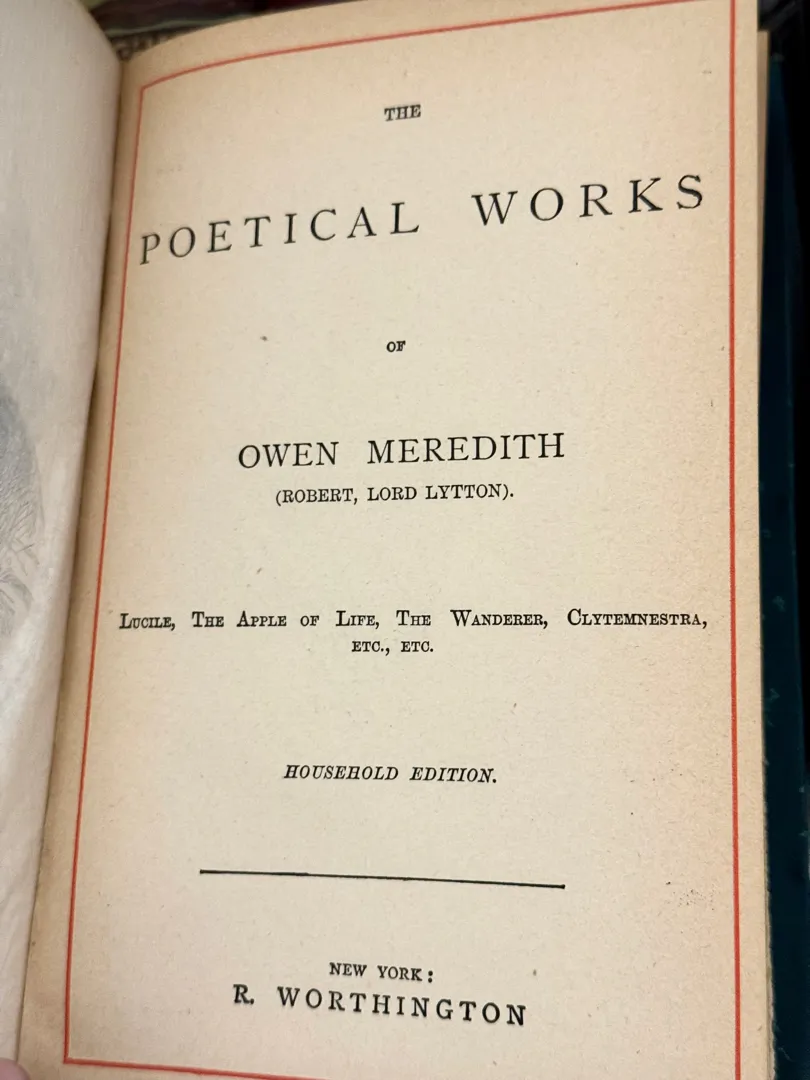 THE
POETICAL WORKS
OF
OWEN MEREDITH
(ROBERT, LORD LYTTON).
LUCILE, THE APPLE OF LIFE, THE WANDERER, CLYTEMNESTRA,
ETC., ETC.
HOUSEHOLD EDITION.
NEW YORK:
R. WORTHINGTON